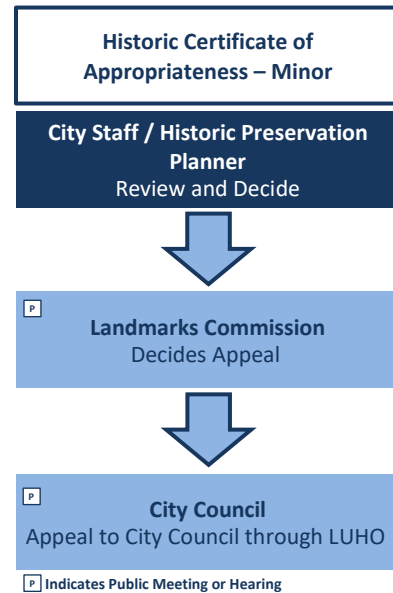 Historic Certificate of
Appropriateness – Minor
City Staff / Historic Preservation
Planner
Review and Decide
P
Landmarks Commission
Decides Appeal
P
City Council
Appeal to City Council through LUHO
P Indicates Public Meeting or Hearing